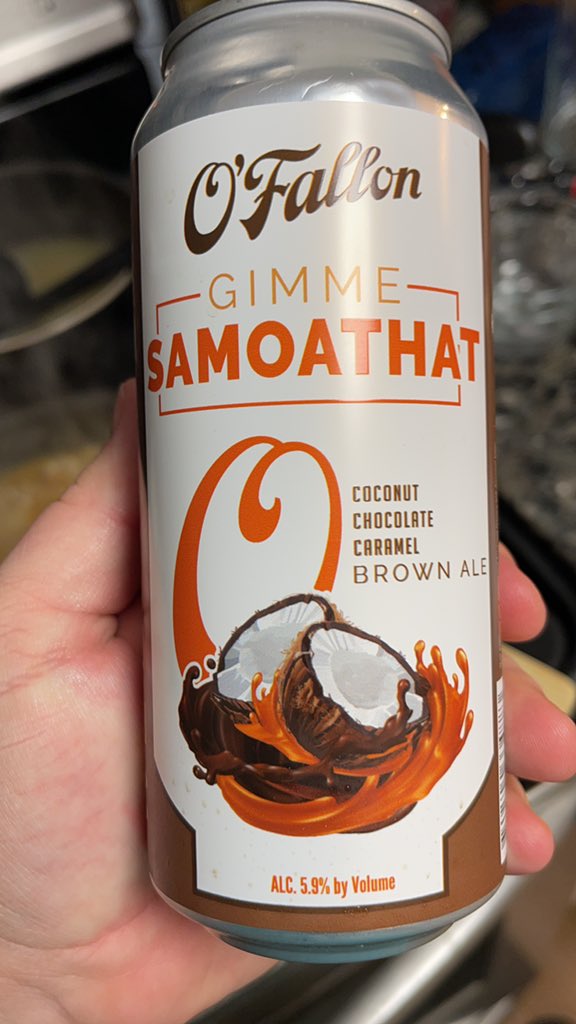 O'Fallon
GIMME
SAMOATHAT
COCONUT
CHOCOLATE
CARAMEL
BROWN ALE
ALC. 5.9% by Volume